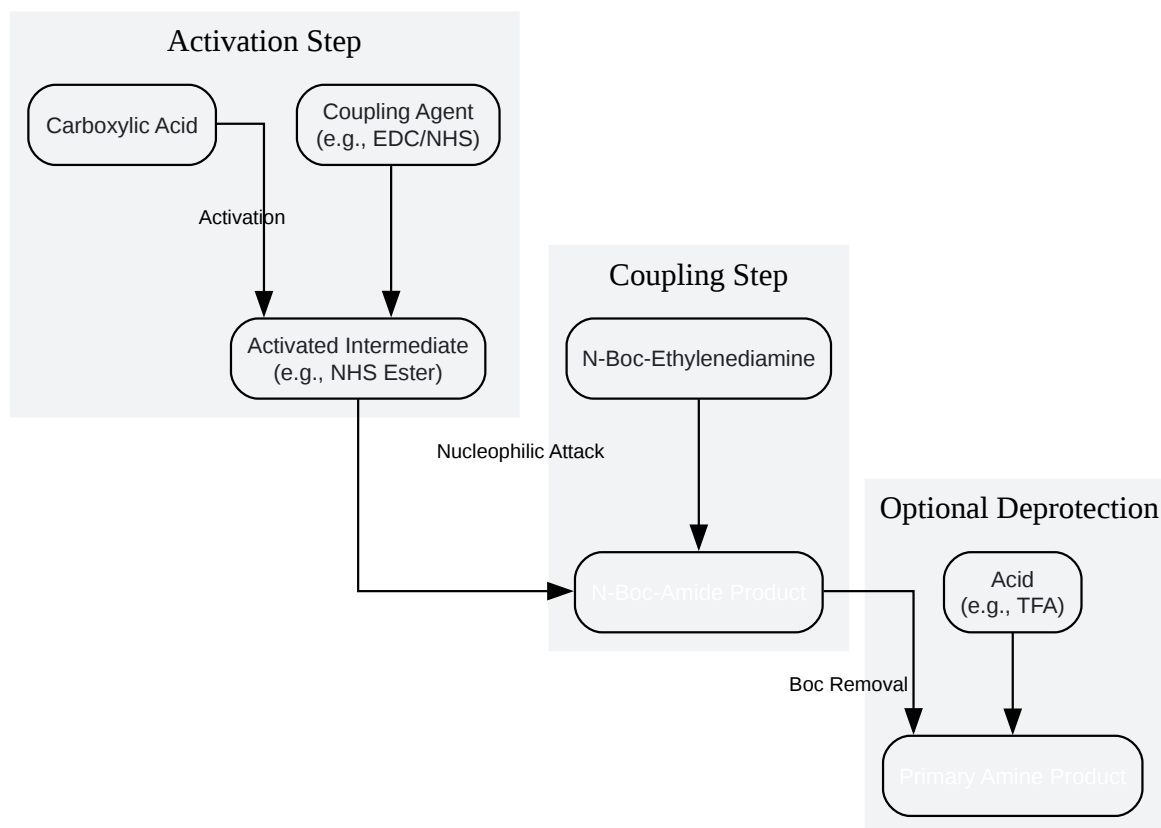 Activation Step
Carboxylic Acid
Coupling Agent
(e.g., EDC/NHS)
Activation
Activated Intermediate
(e.g., NHS Ester)
Coupling Step
N-Boc-Ethylenediamine
Nucleophilic Attack
N-Boc-Amide Product
Optional Deprotection
Acid
(e.g., TFA)
Boc Removal
Primary Amine Product